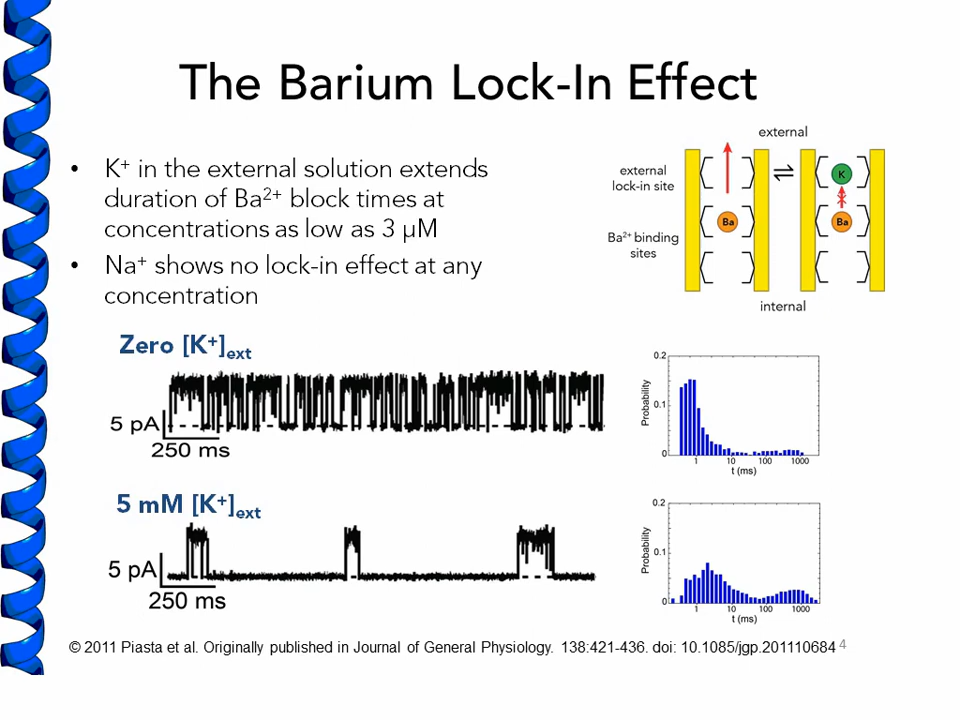 The Barium Lock-In Effect
• K⁺ in the external solution extends
duration of Ba²⁺ block times at
concentrations as low as 3 µM
• Na⁺ shows no lock-in effect at any
concentration
external
external
lock-in site
K
Ba
Ba
Ba²⁺ binding
sites
internal
Zero [K⁺]ext
5 pA
250 ms
0.2
0.1
0
Probability
1 10 100 1000
t (ms)
5 mM [K⁺]ext
5 pA
250 ms
0.2
0.1
0
Probability
1 10 100 1000
t (ms)
© 2011 Piasta et al. Originally published in Journal of General Physiology. 138:421-436. doi: 10.1085/jgp.201110684
4